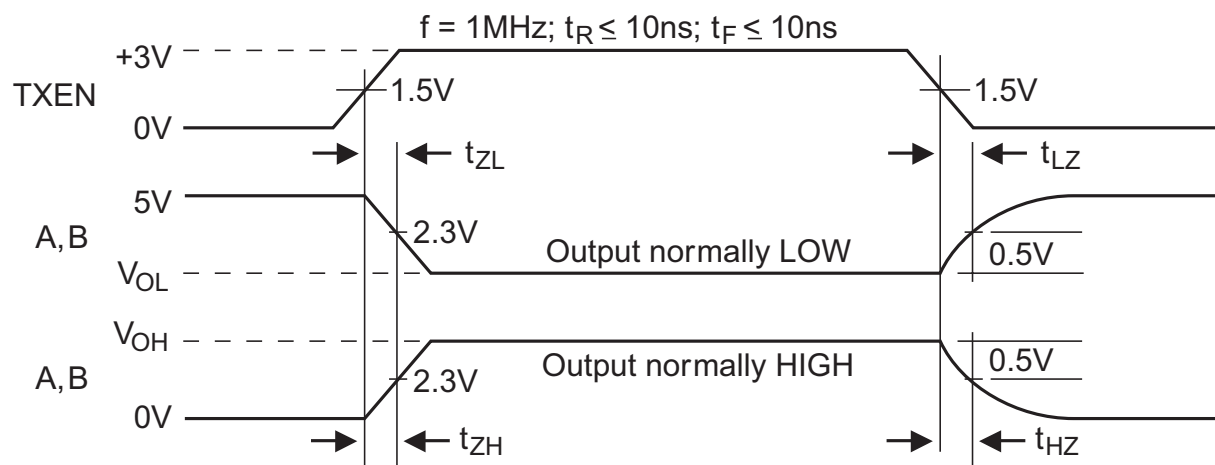 f = 1MHz; tR ≤ 10ns; tF ≤ 10ns
+3V
TXEN
1.5V
1.5V
0V
tZL
tLZ
5V
A,B
2.3V
Output normally LOW
0.5V
VOL
VOH
A,B
2.3V
Output normally HIGH
0.5V
0V
tZH
tHZ